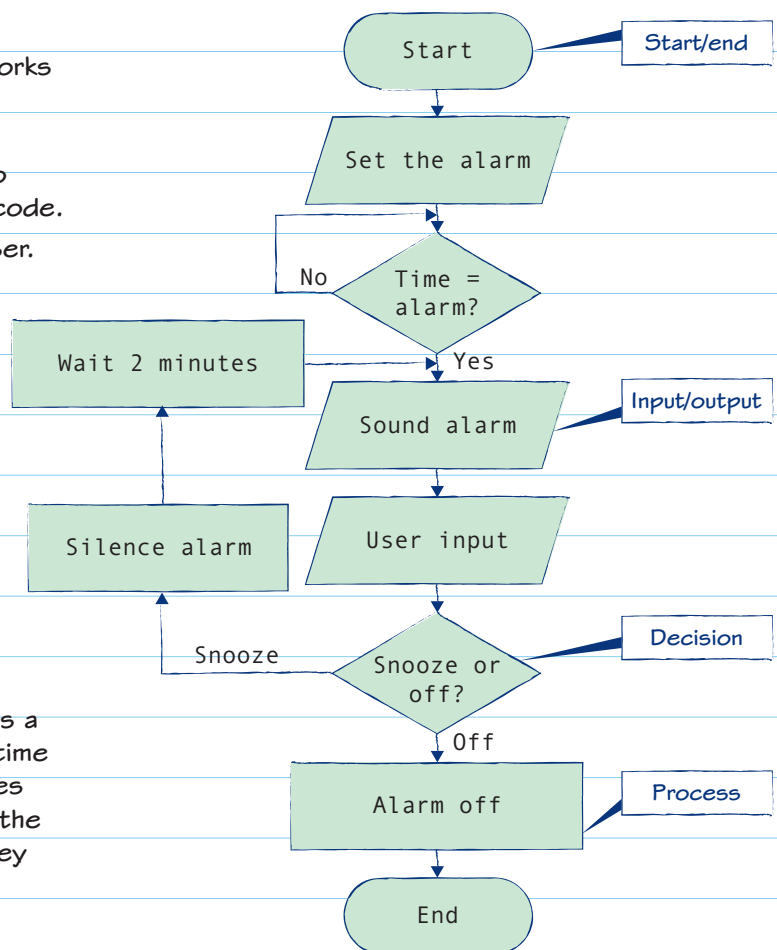 Start
Start/end
orks
Set the alarm
code.
ser.
No
Time =
alarm?
Wait 2 minutes
Yes
Sound alarm
Input/output
Silence alarm
User input
Snooze
Snooze or
off?
Decision
s a
time
es
the
ey
Off
Alarm off
Process
End